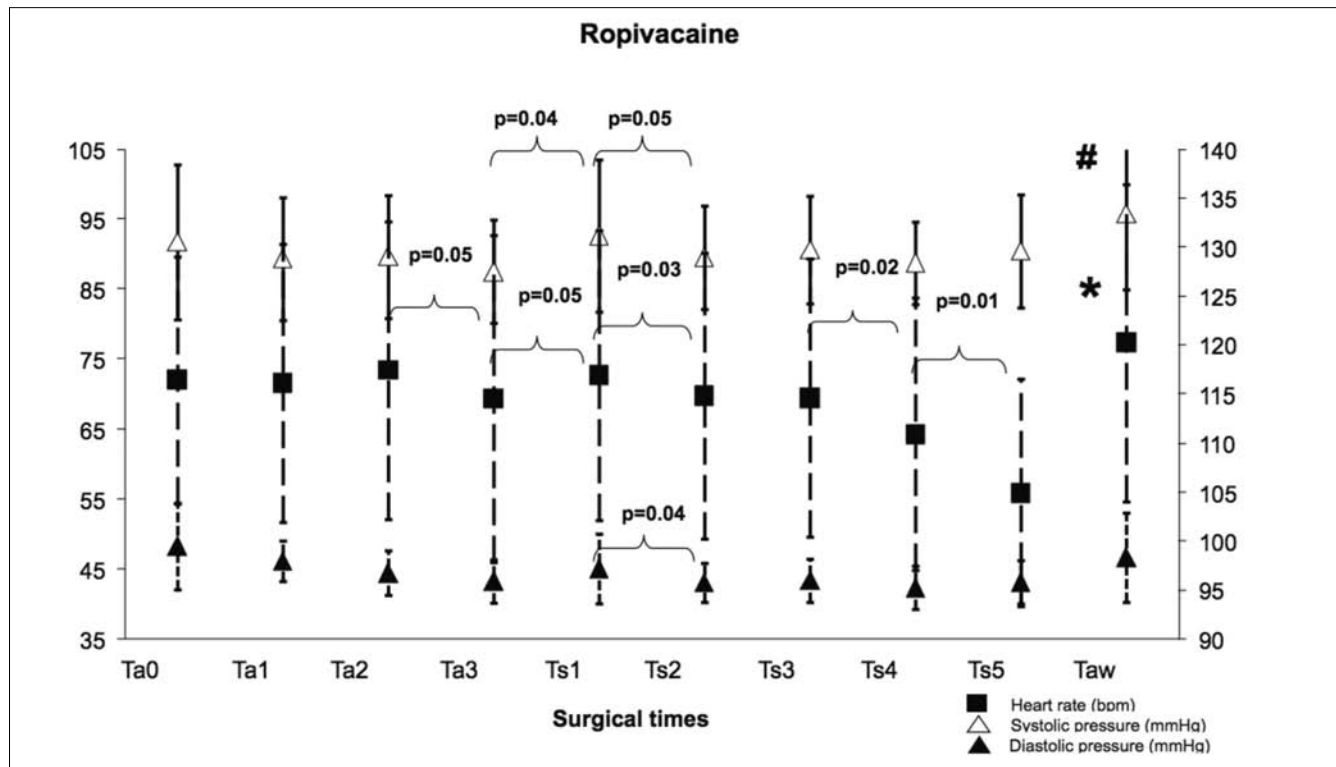 Ropivacaine
p=0.04 p=0.05
105 140
# 135
95
p=0.05 p=0.03 p=0.02 130
85 p=0.05 * p=0.01 125
75 120
115
65 110
55 105
p=0.04 100
45 95
35 90
Ta0 Ta1 Ta2 Ta3 Ts1 Ts2 Ts3 Ts4 Ts5 Taw
Surgical times
Heart rate (bpm)
Systolic pressure (mmHg)
Diastolic pressure (mmHg)